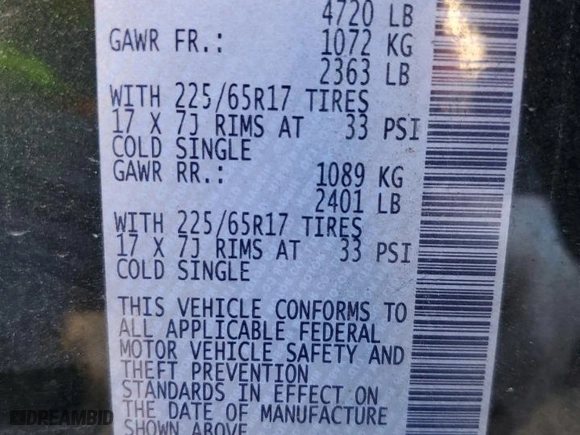 4720 LB
GAWR FR.: 1072 KG
2363 LB
WITH 225/65R17 TIRES
17 X 7J RIMS AT 33 PSI
COLD SINGLE
GAWR RR.: 1089 KG
2401 LB
WITH 225/65R17 TIRES
17 X 7J RIMS AT 33 PSI
COLD SINGLE
THIS VEHICLE CONFORMS TO
ALL APPLICABLE FEDERAL
MOTOR VEHICLE SAFETY AND
THEFT PREVENTION
STANDARDS IN EFFECT ON
THE DATE OF MANUFACTURE
SHOWN ABOVE
DREAMBID